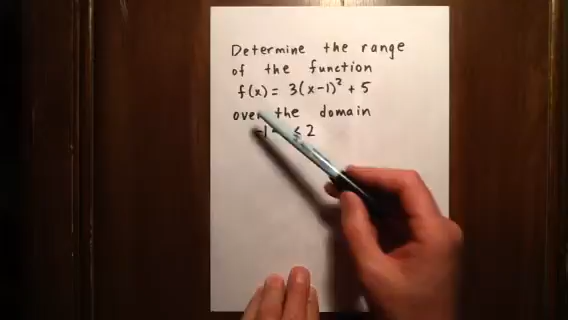 Determine the range
of the function
f(x) = 3(x-1)² + 5
over the domain
-1 ≤ 2